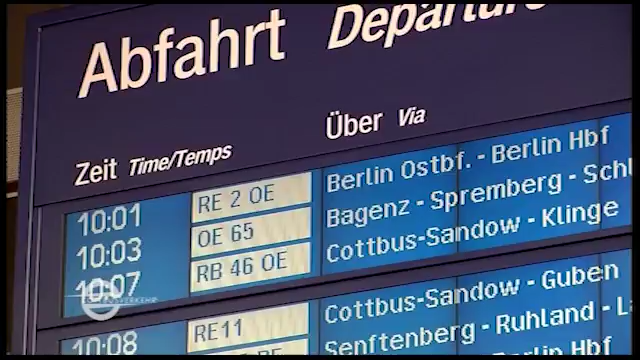 Abfahrt Departure
Zeit Time/Temps Über Via
10:01 RE 2 OE Berlin Ostbf. - Berlin Hbf
10:03 OE 65 Bagenz - Spremberg -
10:07 RB 46 OE Cottbus-Sandow - Klinge
10:08 RE11 Cottbus-Sandow - Guben
Senftenberg - Ruhland -